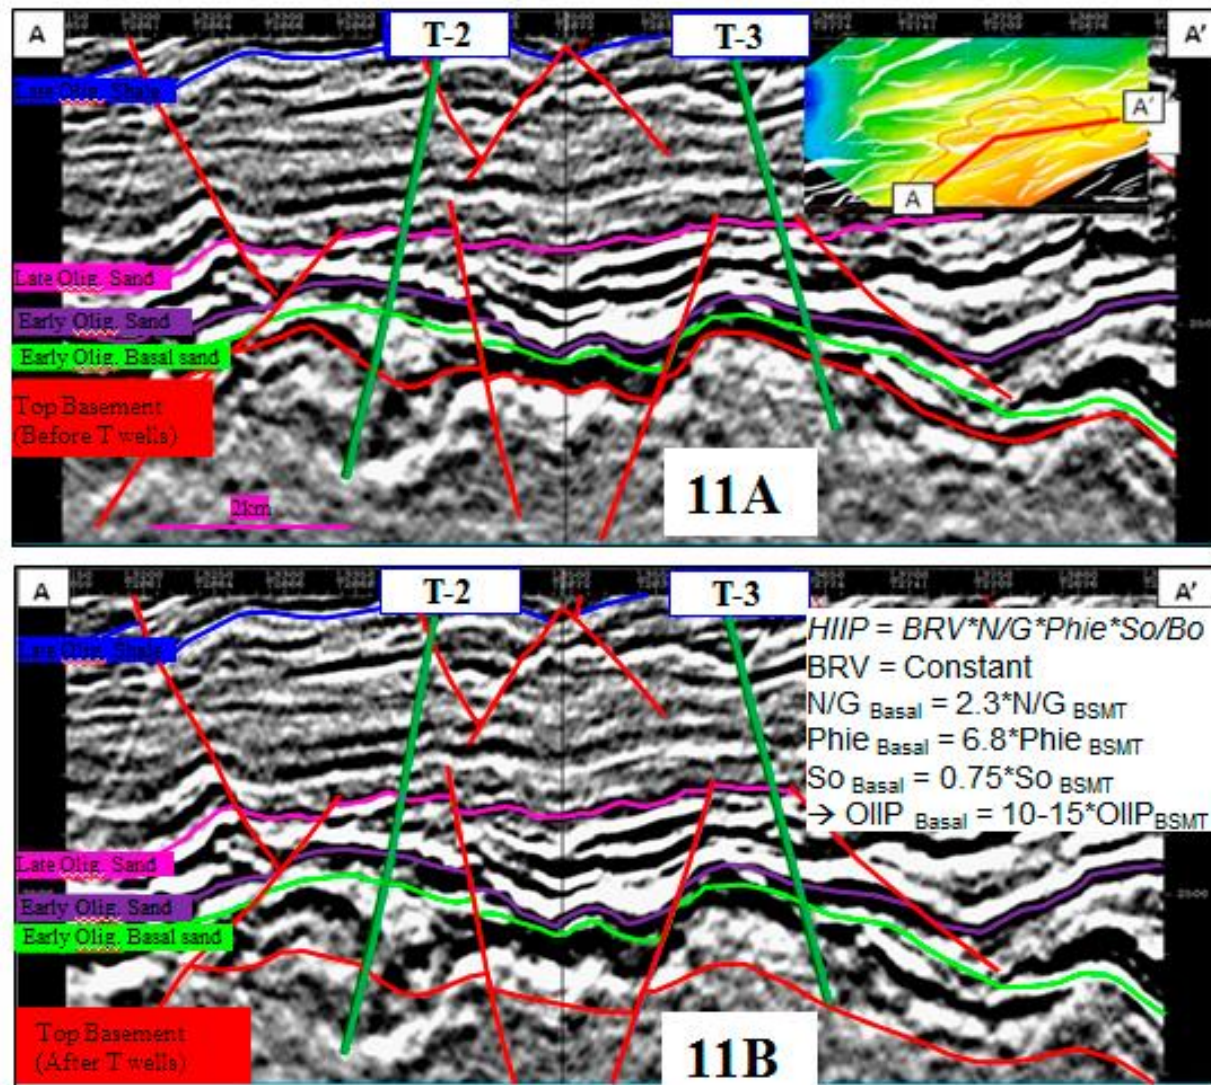 A
T-2
T-3
A'
Late Olig. Shale
A'
A
Late Olig. Sand
Early Olig. Sand
Early Olig. Basal sand
Top Basement
(Before T wells)
2km
11A
A
T-2
T-3
A'
HIIP = BRV*N/G*Phie*So/Bo
BRV = Constant
N/G Basal = 2.3*N/G BSMT
Phie Basal = 6.8*Phie BSMT
So Basal = 0.75*So BSMT
→ OIIP Basal = 10-15*OIIPBSMT
Late Olig. Shale
Late Olig. Sand
Early Olig. Sand
Early Olig. Basal sand
Top Basement
(After T wells)
11B